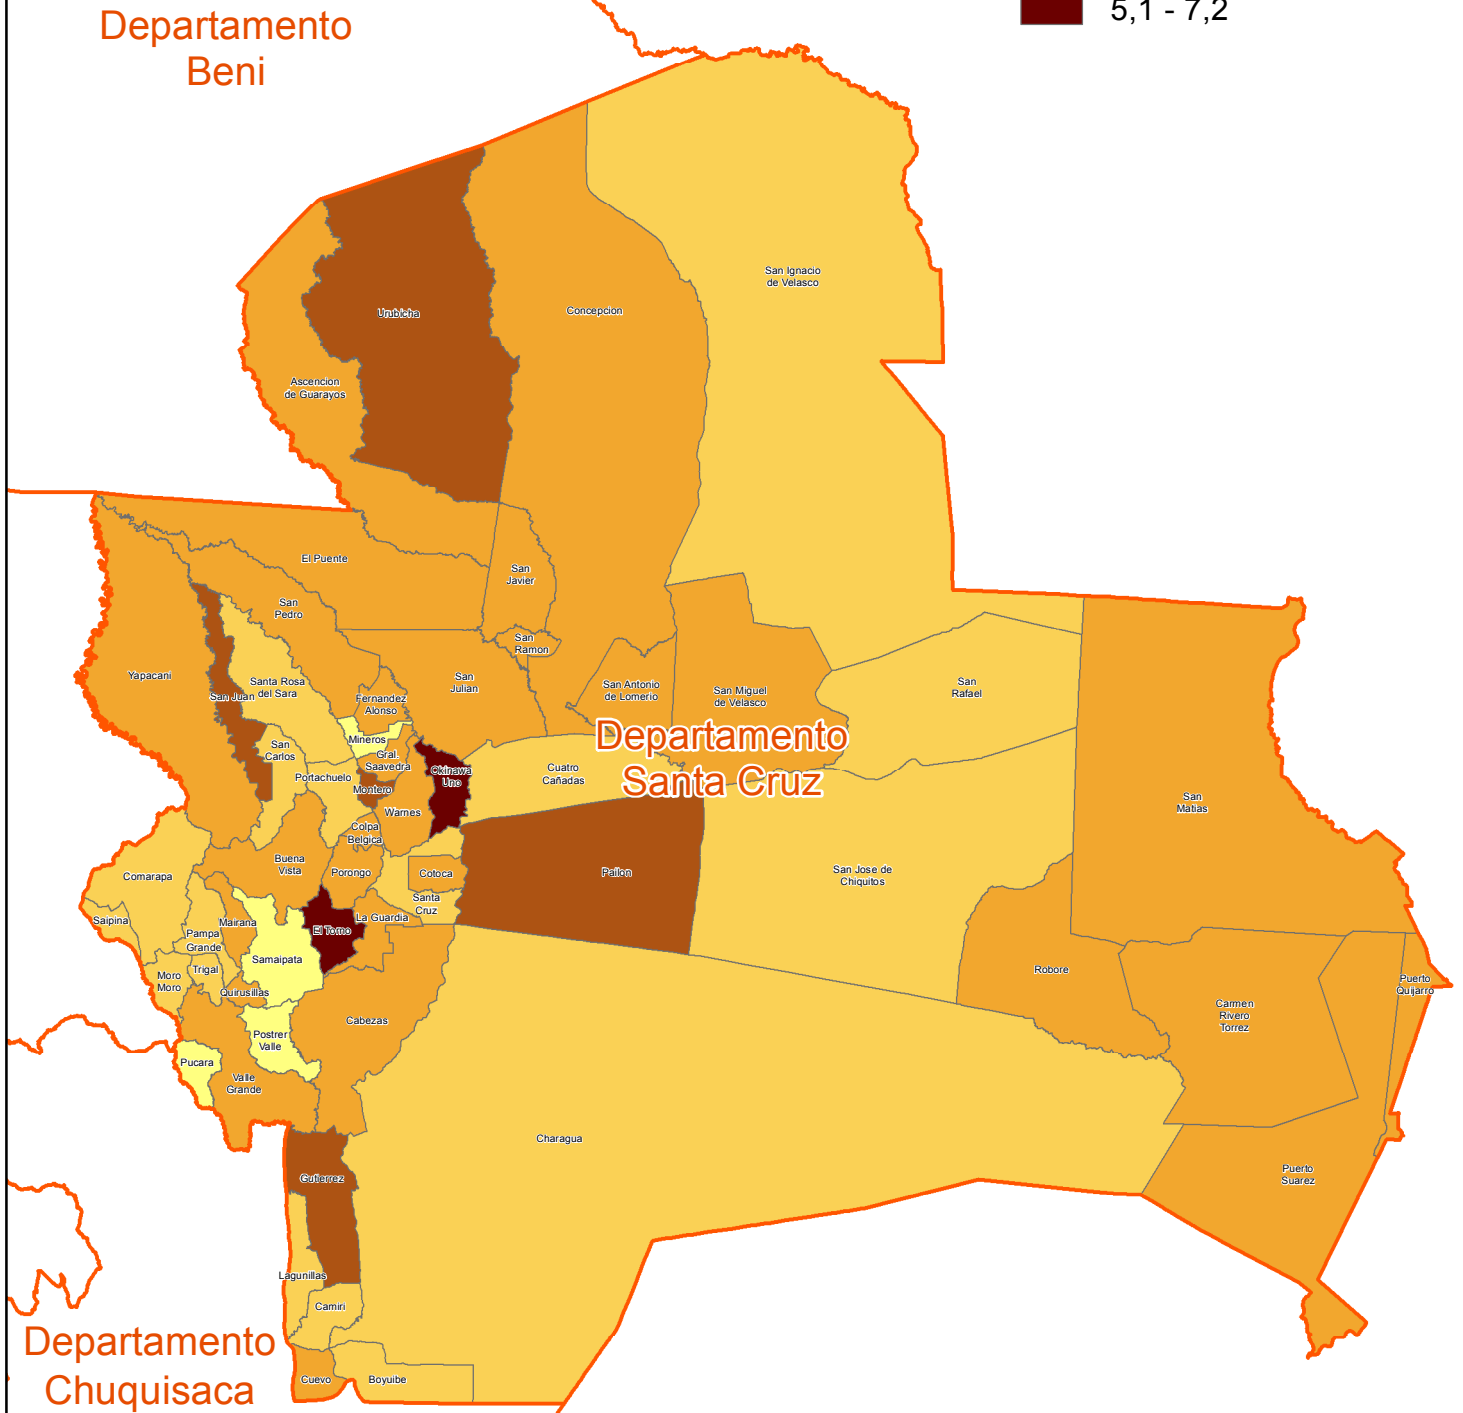 5,1 - 7,2
Departamento
Beni
San Ignacio
de Velasco
Urubicha
Concepcion
Ascencion
de Guarayos
El Puente
San
Javier
San
Pedro
San
Ramon
Yapacani
Santa Rosa
del Sara
San Juan
San
Julian
San Antonio
de Lomerio
San Miguel
de Velasco
San
Rafael
Fernandez
Alonso
Departamento
Santa Cruz
Mineros
San
Carlos
Gral.
Saavedra
Okinawa
Uno
Cuatro
Cañadas
Portachuelo
Montero
Warnes
San
Matias
Colpa
Belgica
Buena
Vista
Porongo
Cotoca
Pailon
San Jose de
Chiquitos
Comarapa
Santa
Cruz
Saipina
Mairana
La Guardia
Pampa
Grande
El Torno
Samaipata
Moro
Moro
Trigal
Quirusillas
Robore
Puerto
Quijarro
Carmen
Rivero
Torrez
Cabezas
Postrer
Valle
Pucara
Valle
Grande
Charagua
Gutierrez
Puerto
Suarez
Lagunillas
Camiri
Departamento
Chuquisaca
Cuevo
Boyuibe